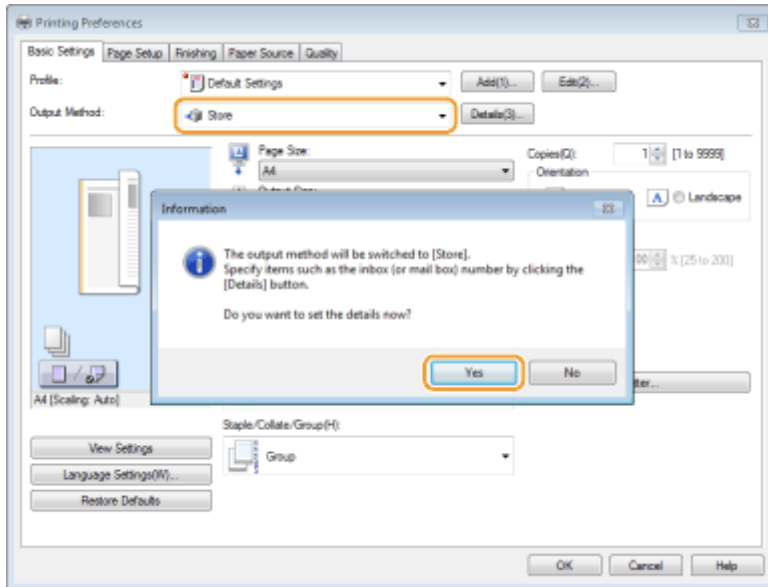 Printing Preferences
Basic Settings Page Setup Finishing Paper Source Quality
Profile: Default Settings Add(1)... Edit(2)...
Output Method: Store Details(3)...
Page Size:
A4
Copies(Q): 1 [1 to 9999]
Orientation
A Landscape
Information
The output method will be switched to [Store].
Specify items such as the inbox (or mail box) number by clicking the
[Details] button.
Do you want to set the details now?
Yes No
00 % [25 to 200]
A4 [Scaling: Auto]
Staple/Collate/Group(H):
Group
View Settings
Language Settings(W)...
Restore Defaults
OK Cancel Help